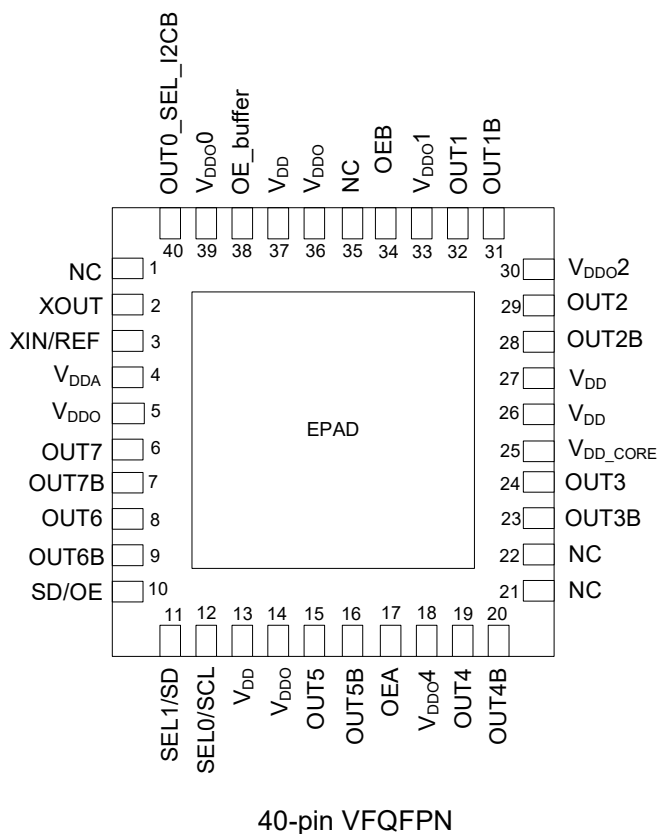 OUT0_SEL_I2CB
VDDO0
OE_buffer
VDD
VDDO
NC
OEB
VDDO1
OUT1
OUT1B
40 39 38 37 36 35 34 33 32 31
NC 1
XOUT 2
XIN/REF 3
VDDA 4
VDDO 5
OUT7 6
OUT7B 7
OUT6 8
OUT6B 9
SD/OE 10
EPAD
30 VDDO2
29 OUT2
28 OUT2B
27 VDD
26 VDD
25 VDD_CORE
24 OUT3
23 OUT3B
22 NC
21 NC
11 12 13 14 15 16 17 18 19 20
SEL1/SD
SEL0/SCL
VDD
VDDO
OUT5
OUT5B
OEA
VDDO4
OUT4
OUT4B
40-pin VFQFPN